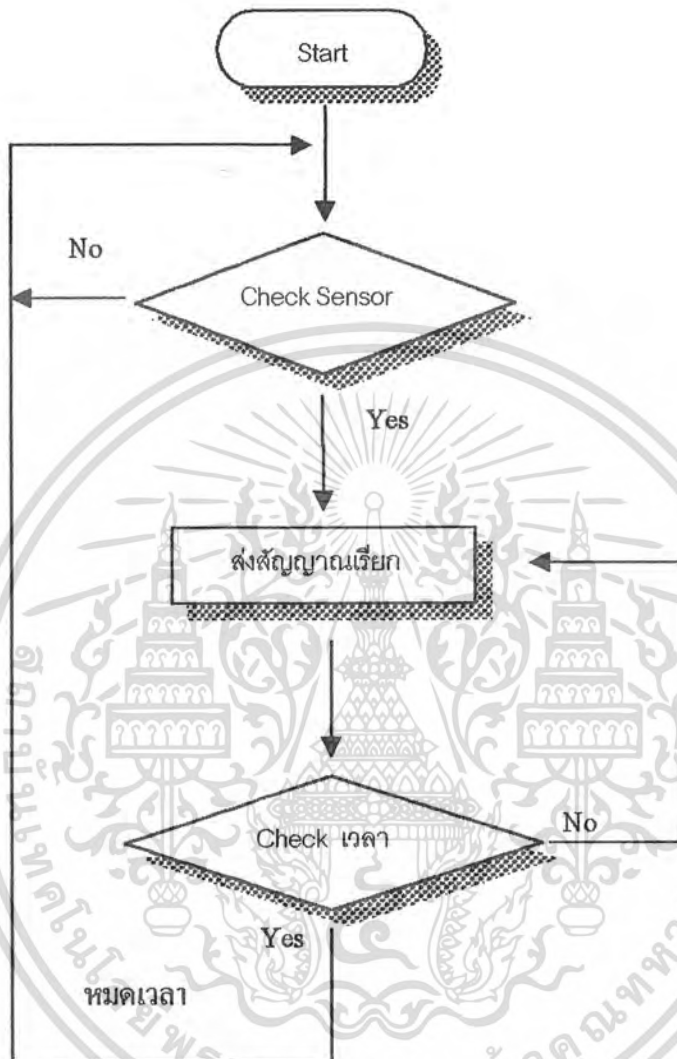 Start
No
Check Sensor
Yes
ส่งสัญญาณเรียก
Check เวลา
No
Yes
หมดเวลา